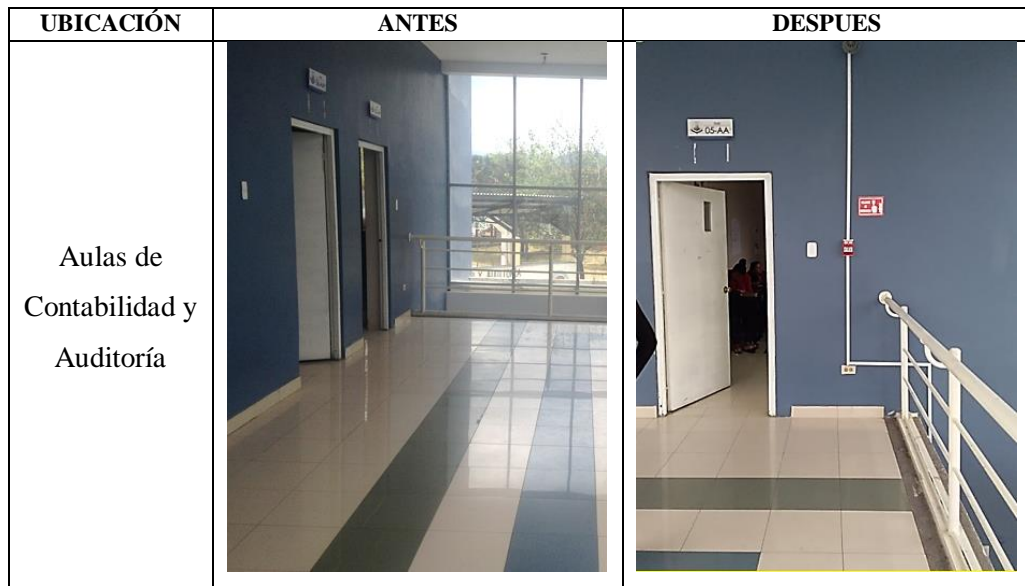 UBICACIÓN
ANTES
DESPUES
Aulas de
Contabilidad y
Auditoría
05-AA